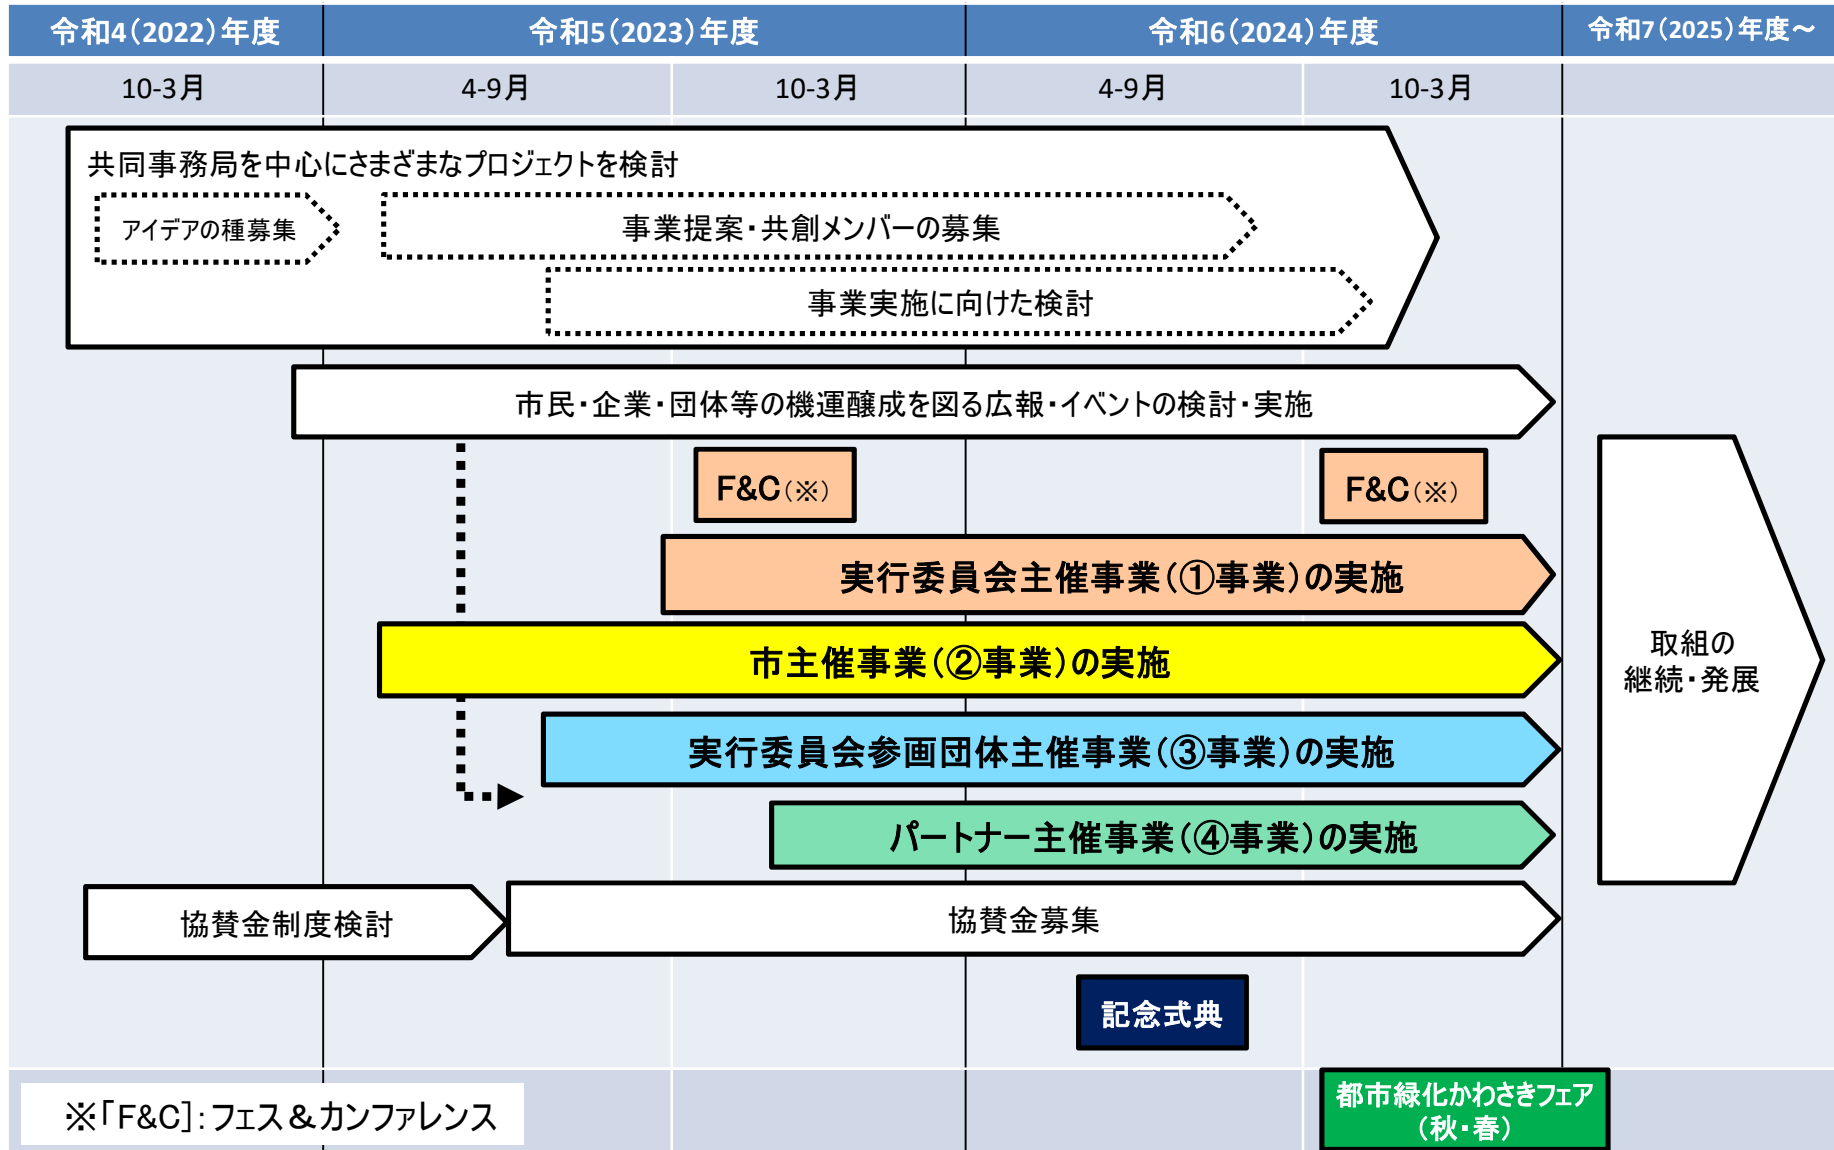 令和4(2022)年度
令和5(2023)年度
令和6(2024)年度
令和7(2025)年度～
10-3月
4-9月
10-3月
4-9月
10-3月
共同事務局を中心にさまざまなプロジェクトを検討
アイデアの種募集
事業提案・共創メンバーの募集
事業実施に向けた検討
市民・企業・団体等の機運醸成を図る広報・イベントの検討・実施
F&C(※)
F&C(※)
実行委員会主催事業(①事業)の実施
市主催事業(②事業)の実施
実行委員会参画団体主催事業(③事業)の実施
パートナー主催事業(④事業)の実施
取組の
継続・発展
協賛金制度検討
協賛金募集
記念式典
都市緑化かわさきフェア
(秋・春)
※「F&C]：フェス＆カンファレンス